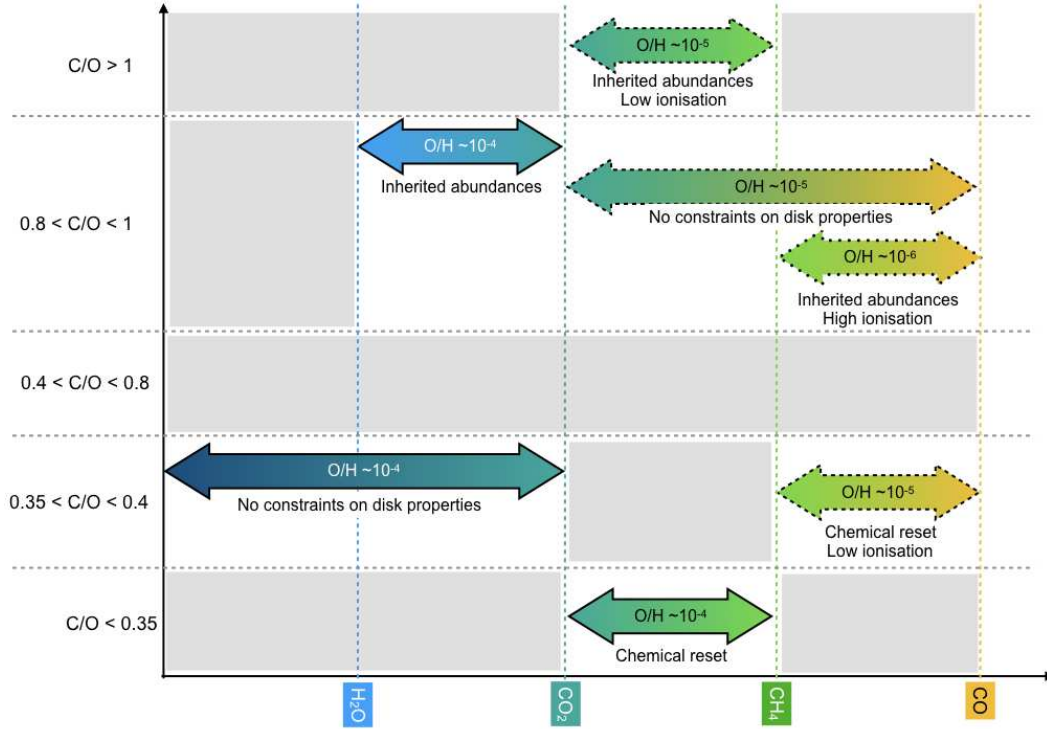 C/O > 1
O/H ~10⁻⁵
Inherited abundances
Low ionisation
0.8 < C/O < 1
O/H ~10⁻⁴
Inherited abundances
O/H ~10⁻⁵
No constraints on disk properties
O/H ~10⁻⁶
Inherited abundances
High ionisation
0.4 < C/O < 0.8
0.35 < C/O < 0.4
O/H ~10⁻⁴
No constraints on disk properties
O/H ~10⁻⁵
Chemical reset
Low ionisation
C/O < 0.35
O/H ~10⁻⁴
Chemical reset
H₂O
CO₂
CH₄
CO